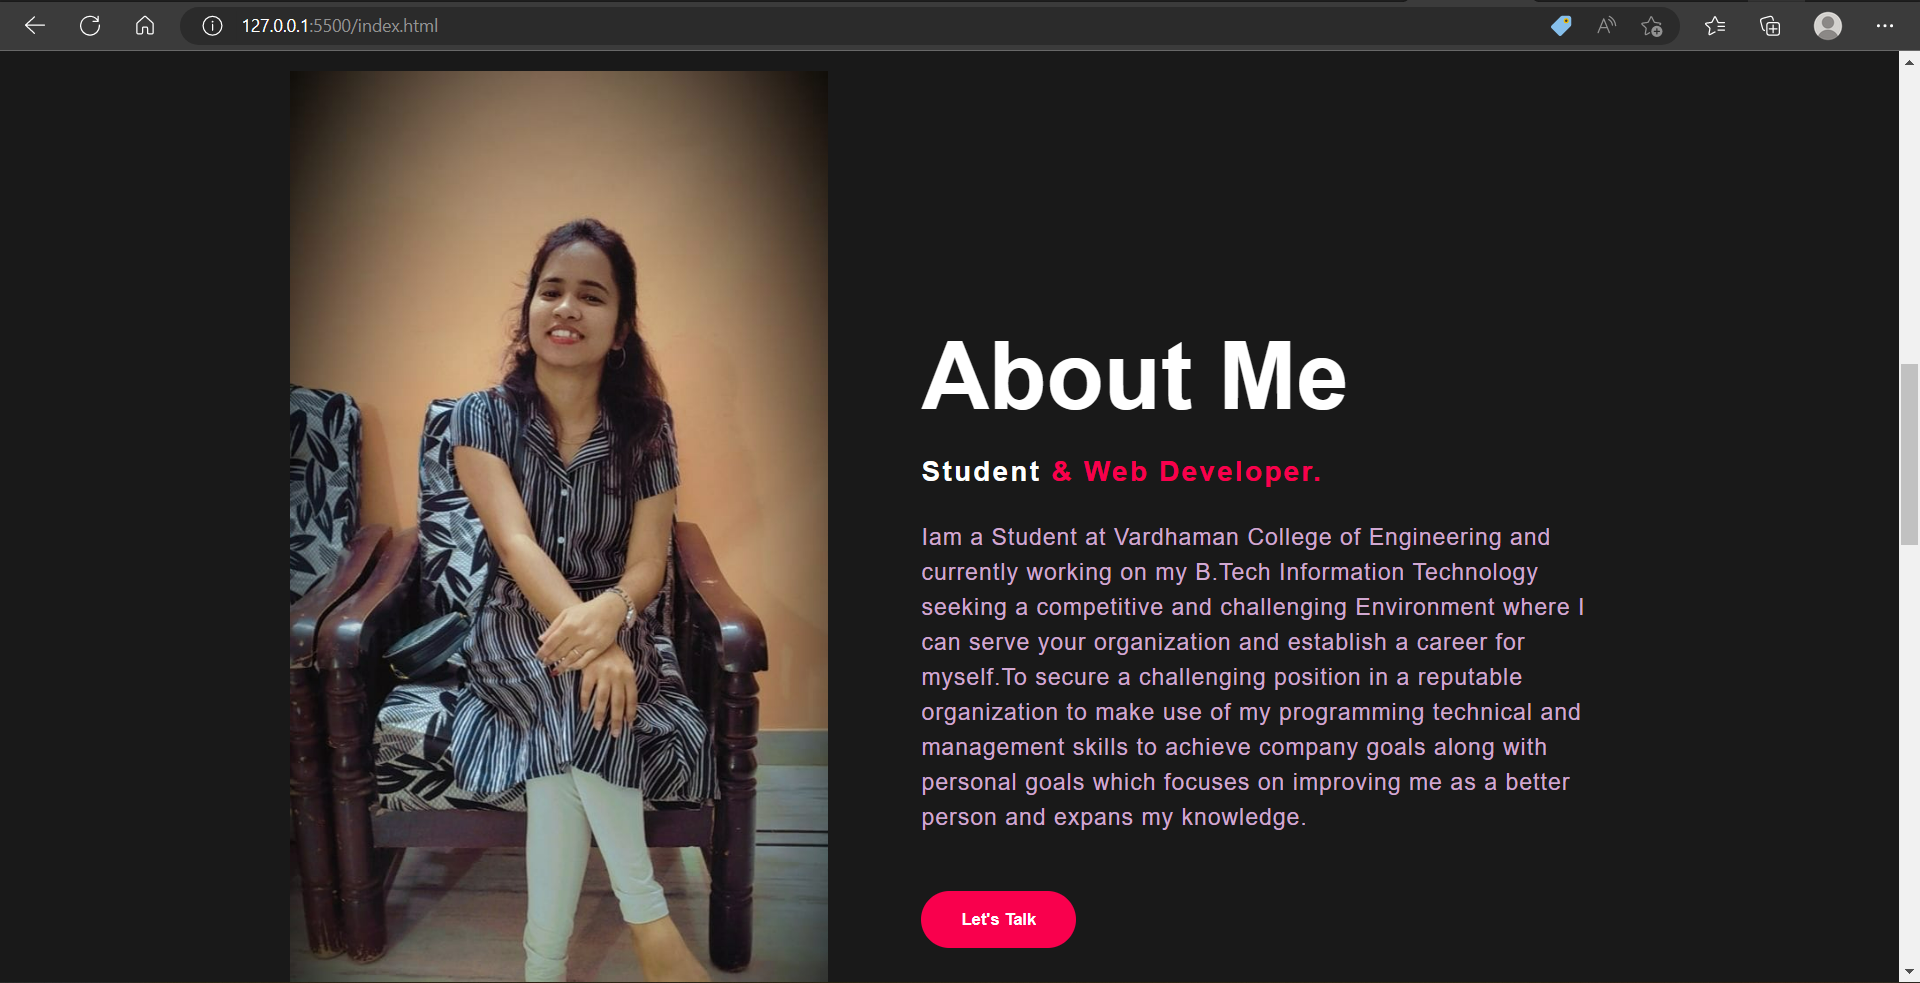 127.0.0.1:5500/index.html
About Me
Student & Web Developer.
Iam a Student at Vardhaman College of Engineering and
currently working on my B.Tech Information Technology
seeking a competitive and challenging Environment where I
can serve your organization and establish a career for
myself.To secure a challenging position in a reputable
organization to make use of my programming technical and
management skills to achieve company goals along with
personal goals which focuses on improving me as a better
person and expans my knowledge.
Let's Talk